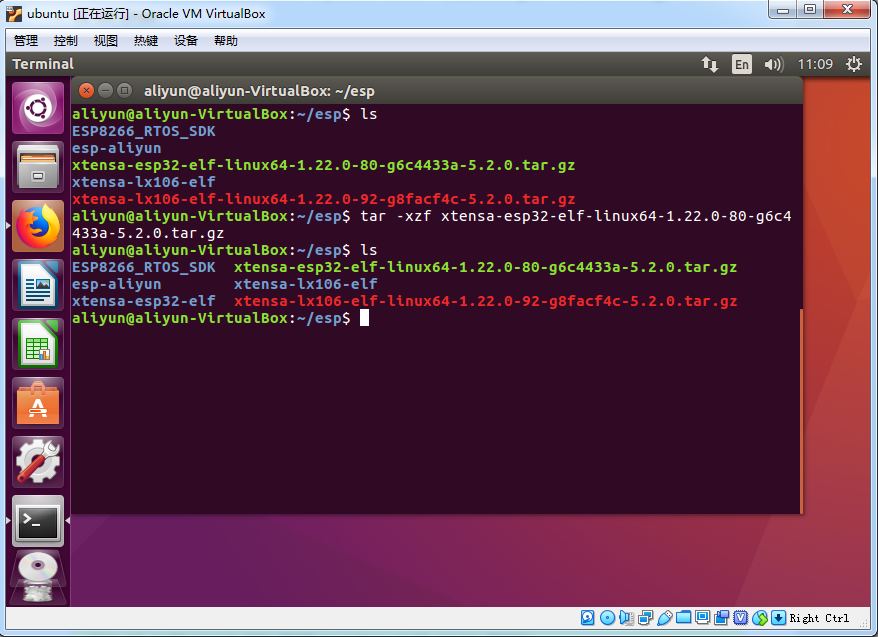 ubuntu [正在运行] - Oracle VM VirtualBox
管理 控制 视图 热键 设备 帮助
Terminal En 11:09
aliyun@aliyun-VirtualBox: ~/esp
aliyun@aliyun-VirtualBox:~/esp$ ls
ESP8266_RTOS_SDK
esp-aliyun
xtensa-esp32-elf-linux64-1.22.0-80-g6c4433a-5.2.0.tar.gz
xtensa-lx106-elf
xtensa-lx106-elf-linux64-1.22.0-92-g8facf4c-5.2.0.tar.gz
aliyun@aliyun-VirtualBox:~/esp$ tar -xzf xtensa-esp32-elf-linux64-1.22.0-80-g6c4
433a-5.2.0.tar.gz
aliyun@aliyun-VirtualBox:~/esp$ ls
ESP8266_RTOS_SDK xtensa-esp32-elf-linux64-1.22.0-80-g6c4433a-5.2.0.tar.gz
esp-aliyun xtensa-lx106-elf
xtensa-esp32-elf xtensa-lx106-elf-linux64-1.22.0-92-g8facf4c-5.2.0.tar.gz
aliyun@aliyun-VirtualBox:~/esp$
Right Ctrl